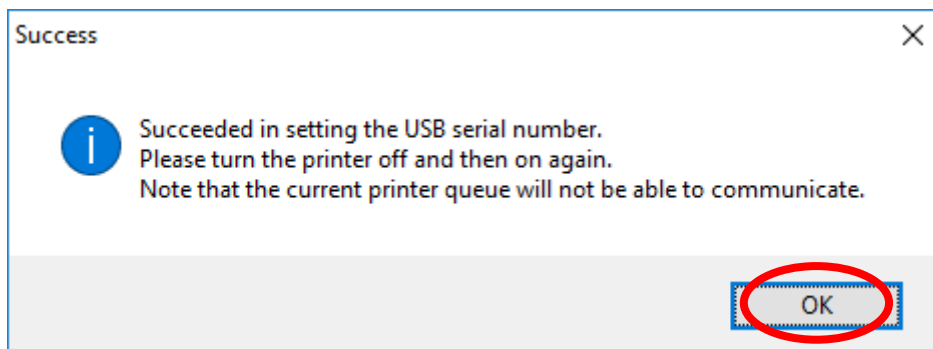 Success
Succeeded in setting the USB serial number.
Please turn the printer off and then on again.
Note that the current printer queue will not be able to communicate.
OK